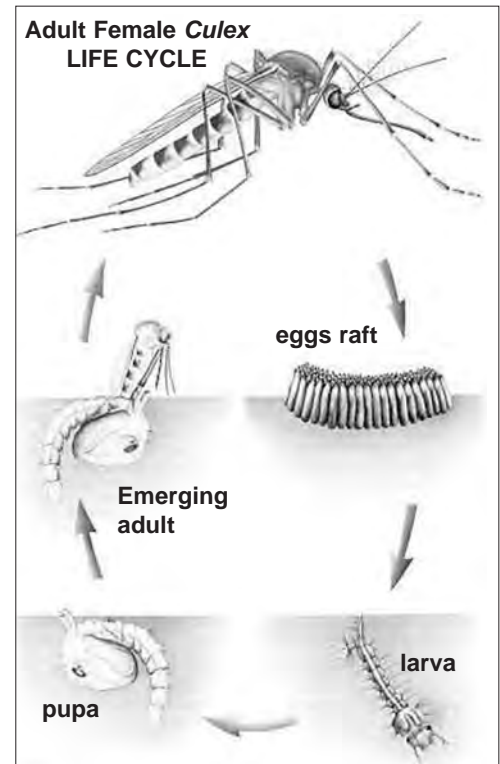 Adult Female Culex
LIFE CYCLE
eggs raft
Emerging
adult
larva
pupa